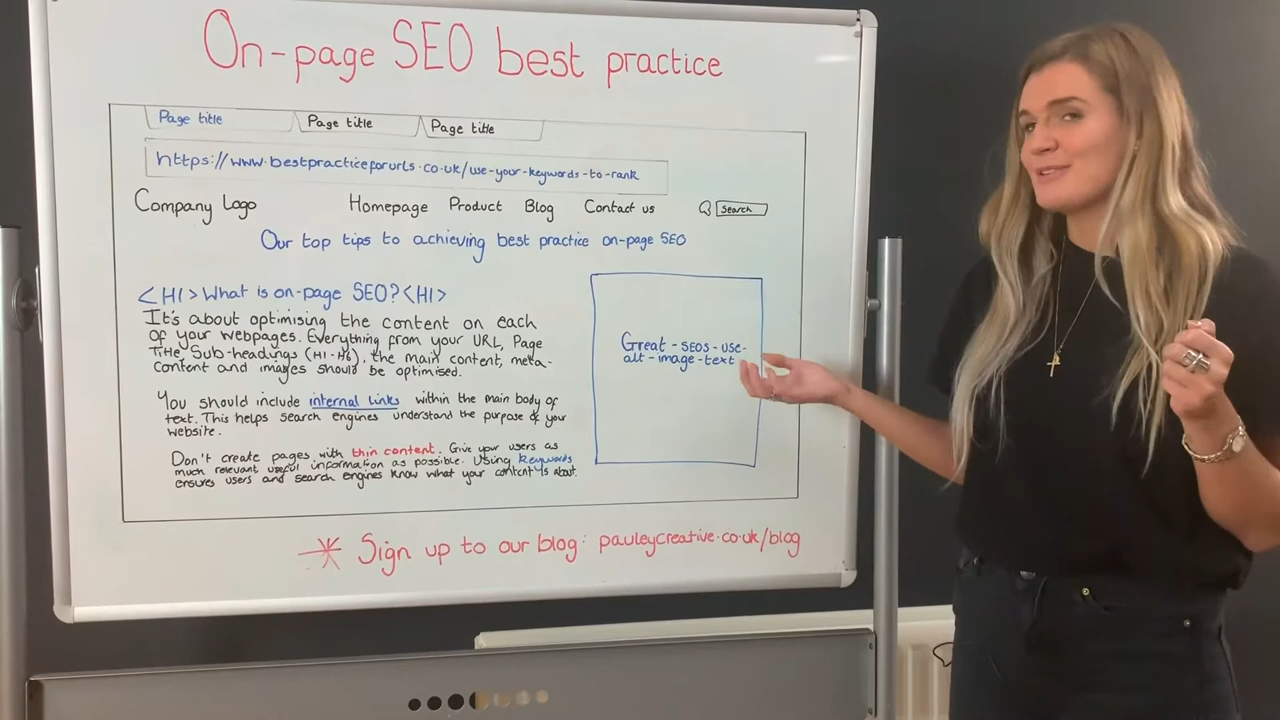 On-page SEO best practice
Page title Page title Page title
https://www.bestpracticeforurls.co.uk/use-your-keywords-to-rank
Company Logo Homepage Product Blog Contact us Search
Our top tips to achieving best practice on-page SEO
<H1>What is on-page SEO?<H1>
It's about optimising the content on each
of your webpages. Everything from your URL, Page
Title, Sub-headings (H1-H6), the main content, meta-
content and images should be optimised.
You should include internal links within the main body of
text. This helps search engines understand the purpose of your
website.
Don't create pages with thin content. Give your users as
much relevant useful information as possible. Using keywords
ensures users and search engines know what your content is about.
Great-SEOS-use-
alt-image-text
Sign up to our blog: pauleycreative.co.uk/blog